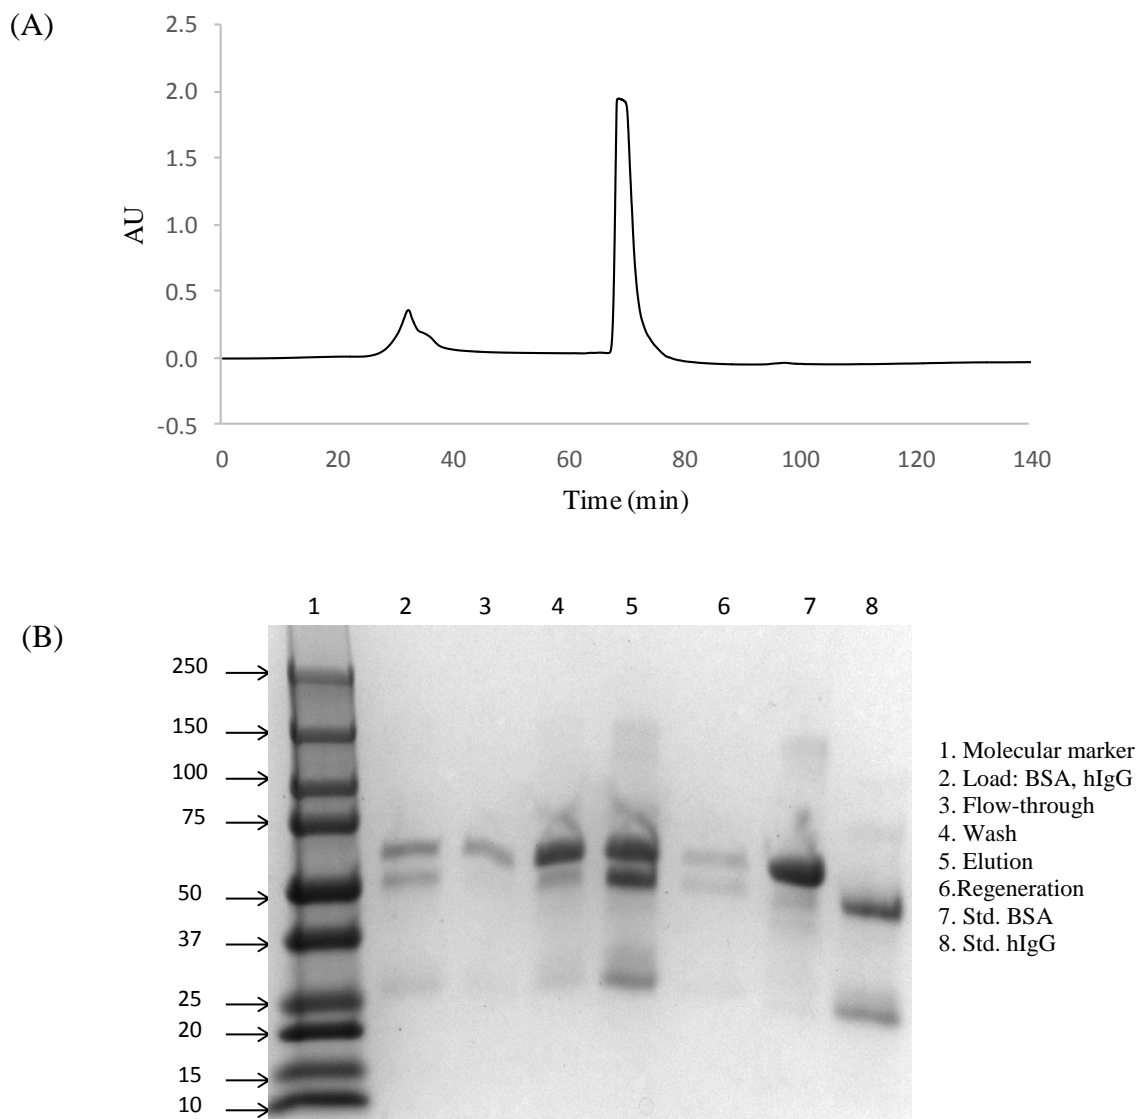 (A)
2.5
2.0
1.5
1.0
0.5
0.0
-0.5
AU
0 20 40 60 80 100 120 140
Time (min)
(B)
1 2 3 4 5 6 7 8
250
150
100
75
50
37
25
20
15
10
1. Molecular marker
2. Load: BSA, hIgG
3. Flow-through
4. Wash
5. Elution
6.Regeneration
7. Std. BSA
8. Std. hIgG